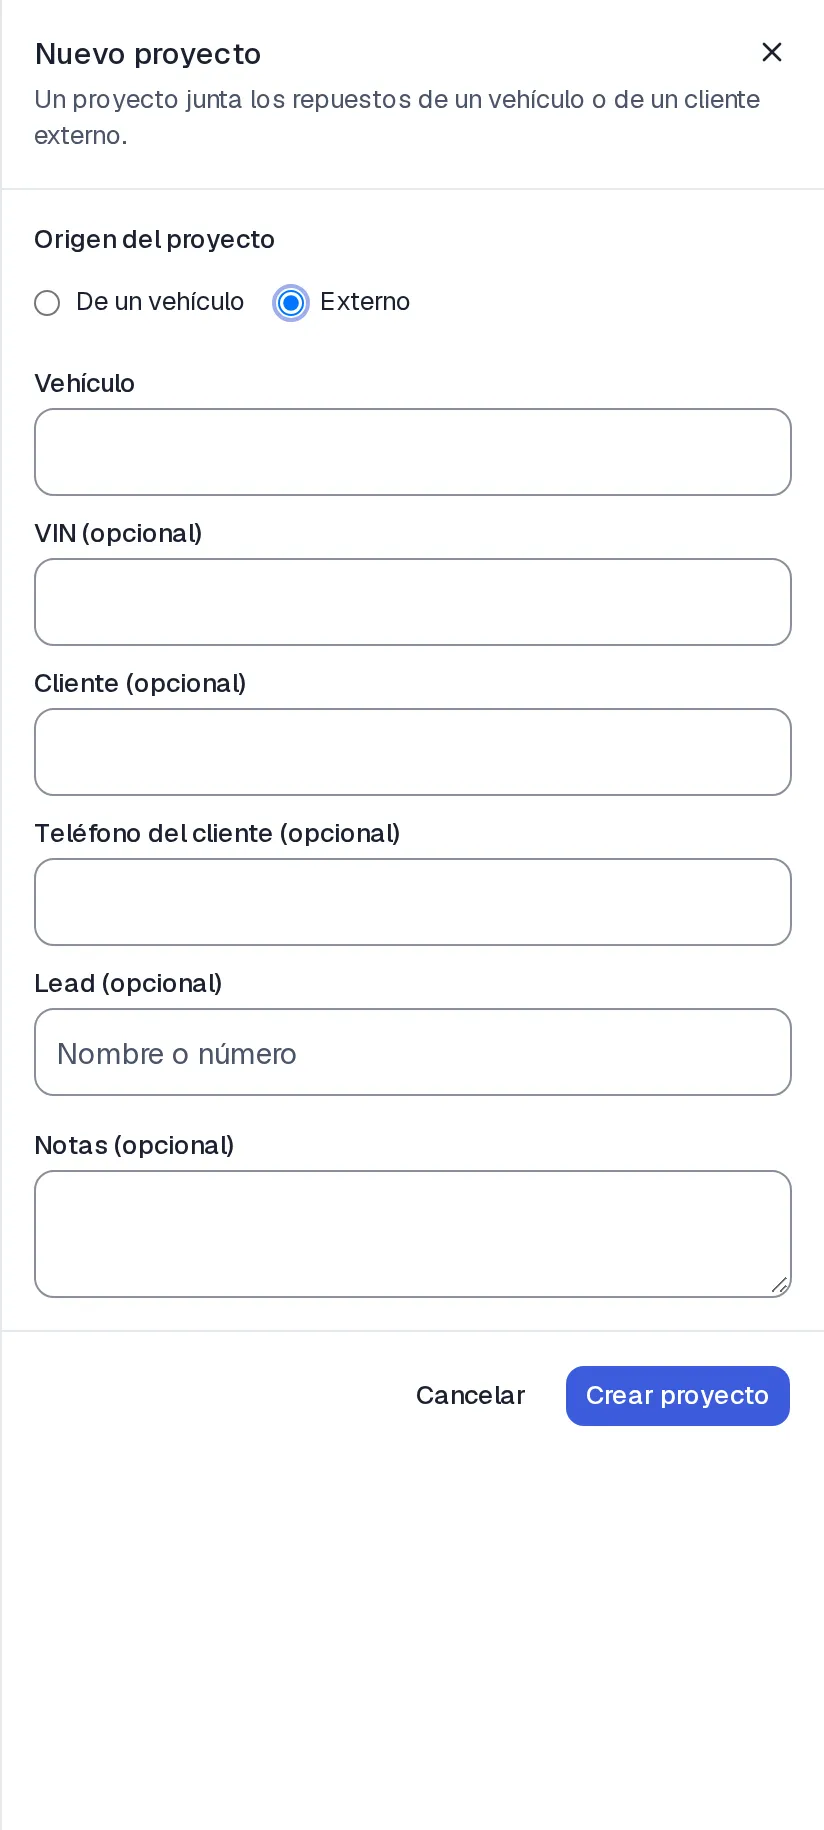 Nuevo proyecto
Un proyecto junta los repuestos de un vehículo o de un cliente
externo.
Origen del proyecto
De un vehículo Externo
Vehículo
VIN (opcional)
Cliente (opcional)
Teléfono del cliente (opcional)
Lead (opcional)
Nombre o número
Notas (opcional)
Cancelar Crear proyecto